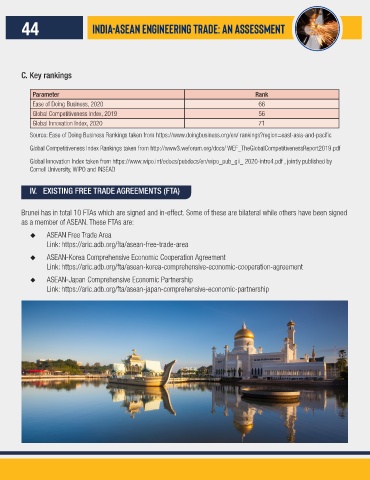 44
INDIA-ASEAN ENGINEERING TRADE: AN ASSESSMENT
C. Key rankings
Parameter Rank
Ease of Doing Business, 2020 66
Global Competitiveness Index, 2019 56
Global Innovation Index, 2020 71
Source: Ease of Doing Business Rankings taken from https://www.doingbusiness.org/en/ rankings?region=east-asia-and-pacific
Global Competitiveness Index Rankings taken from http://www3.weforum.org/docs/ WEF_TheGlobalCompetitivenessReport2019.pdf
Global Innovation Index taken from https://www.wipo.int/edocs/pubdocs/en/wipo_pub_gii_ 2020-intro4.pdf , jointly published by
Cornell University, WIPO and INSEAD
IV. EXISTING FREE TRADE AGREEMENTS (FTA)
Brunei has in total 10 FTAs which are signed and in-effect. Some of these are bilateral while others have been signed
as a member of ASEAN. These FTAs are:
◆ ASEAN Free Trade Area
Link: https://aric.adb.org/fta/asean-free-trade-area
◆ ASEAN-Korea Comprehensive Economic Cooperation Agreement
Link: https://aric.adb.org/fta/asean-korea-comprehensive-economic-cooperation-agreement
◆ ASEAN-Japan Comprehensive Economic Partnership
Link: https://aric.adb.org/fta/asean-japan-comprehensive-economic-partnership